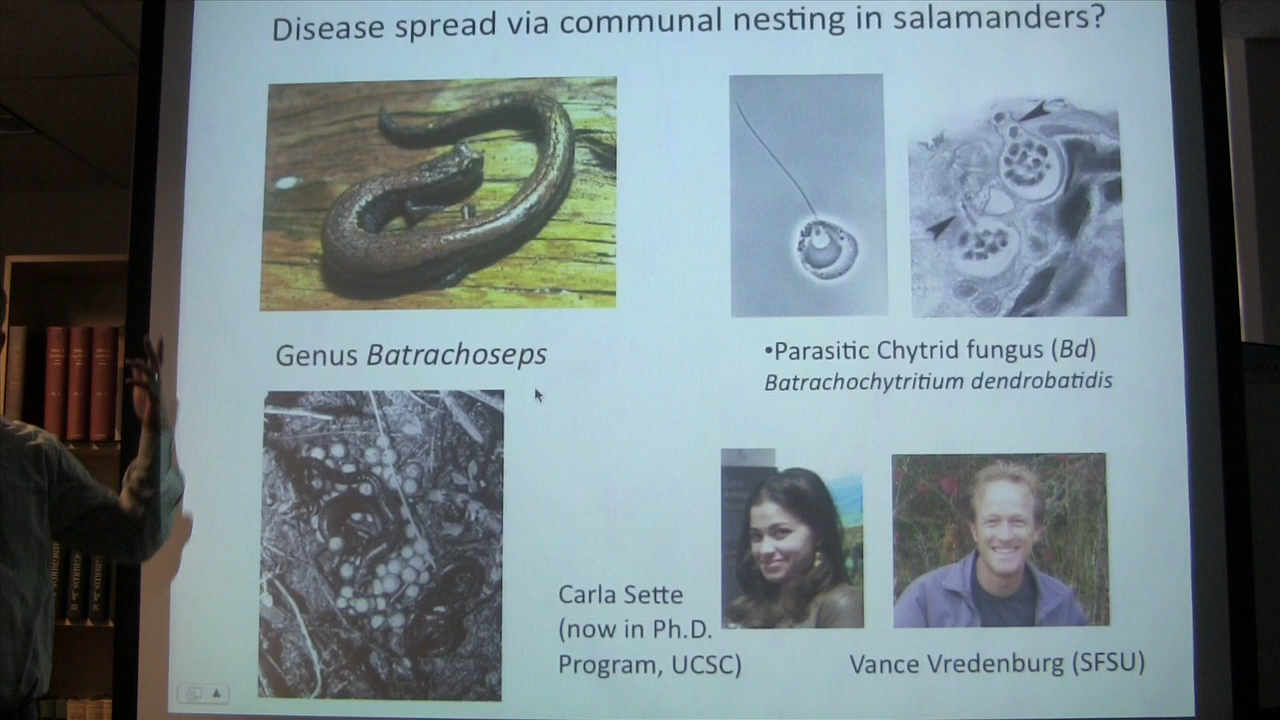 Disease spread via communal nesting in salamanders?
Genus Batrachoseps
•Parasitic Chytrid fungus (Bd)
Batrachochytritium dendrobatidis
Carla Sette
(now in Ph.D.
Program, UCSC)
Vance Vredenburg (SFSU)